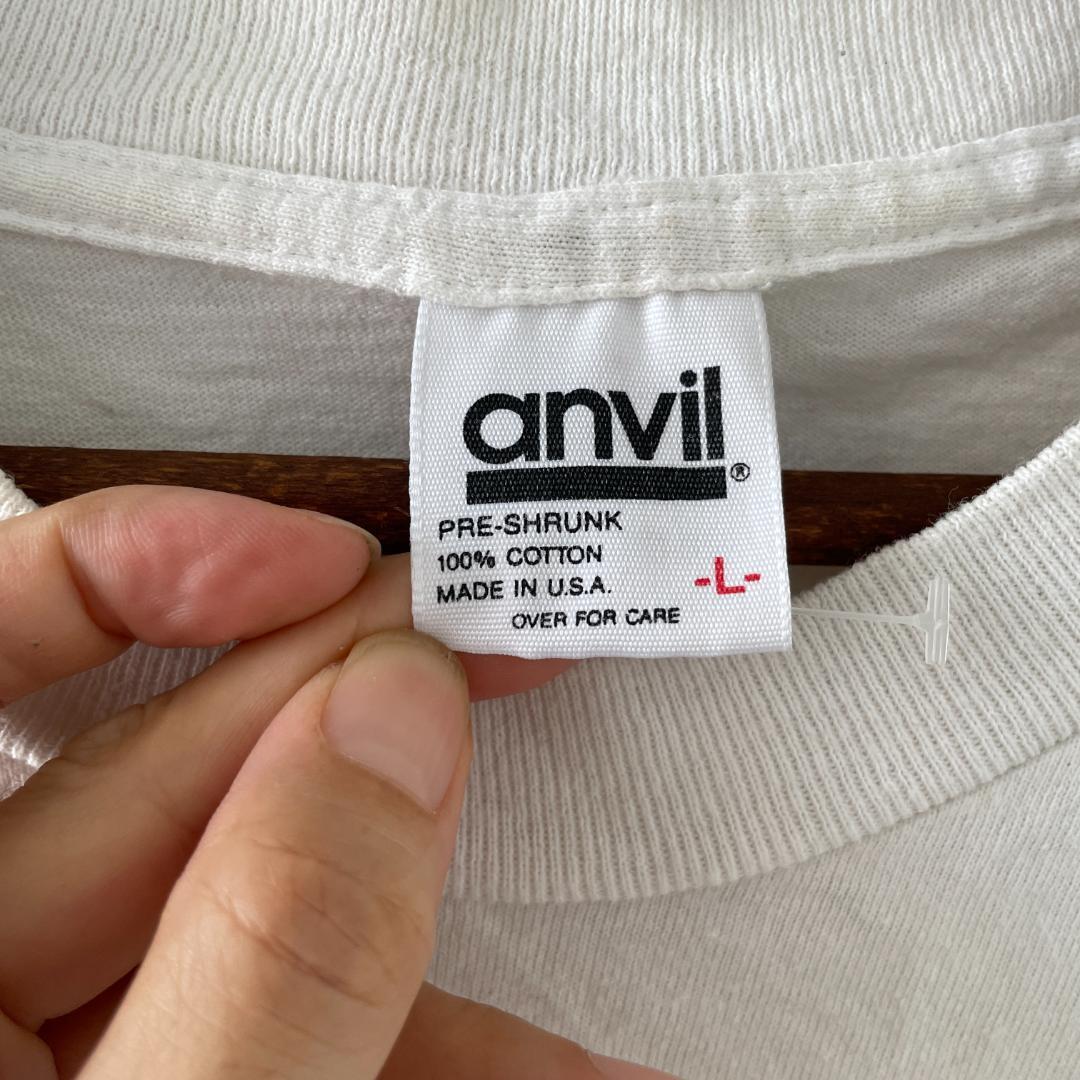 anvil®
PRE-SHRUNK
100% COTTON
MADE IN U.S.A.
-L-
OVER FOR CARE